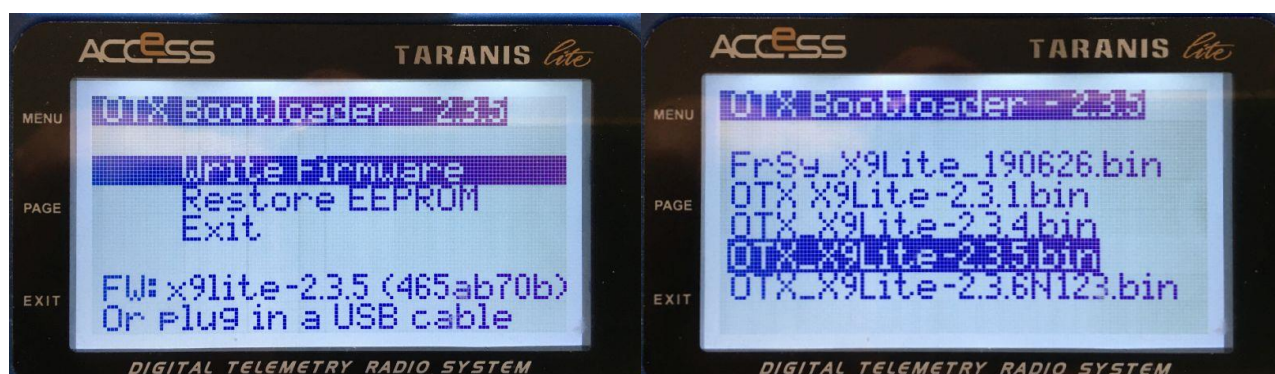 ACCESS TARANIS lite
OTX Bootloader - 2.3.5
MENU
Write Firmware
Restore EEPROM
PAGE
Exit
FW: x9lite-2.3.5 (465ab70b)
EXIT
Or plug in a USB cable
DIGITAL TELEMETRY RADIO SYSTEM
ACCESS TARANIS lite
OTX Bootloader - 2.3.5
MENU
FrSy_X9Lite_190626.bin
OTX X9Lite-2.3.1.bin
PAGE
OTX_X9Lite-2.3.4.bin
OTX_X9Lite-2.3.5.bin
OTX_X9Lite-2.3.6N123.bin
EXIT
DIGITAL TELEMETRY RADIO SYSTEM